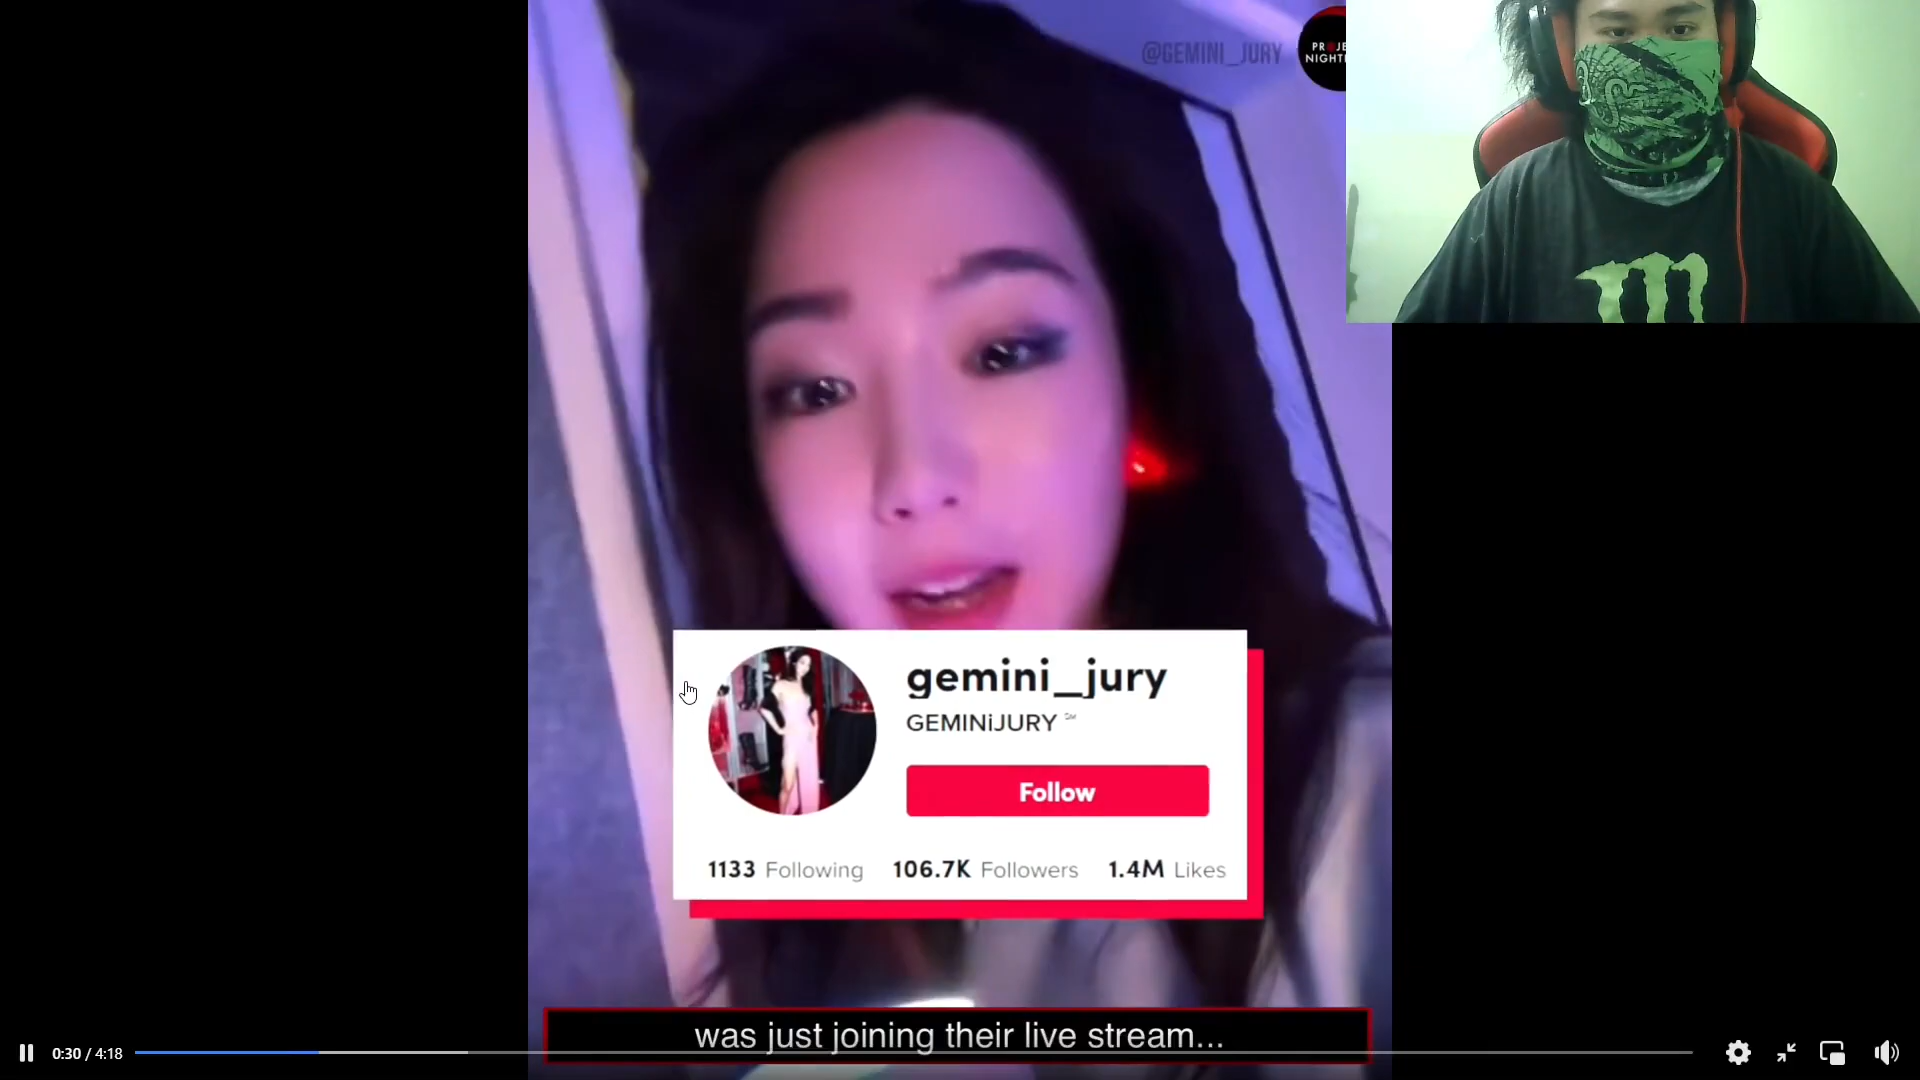 @GEMINI_JURY
gemini_jury
GEMINiJURY
Follow
1133 Following 106.7K Followers 1.4M Likes
was just joining their live stream...
0:30 / 4:18